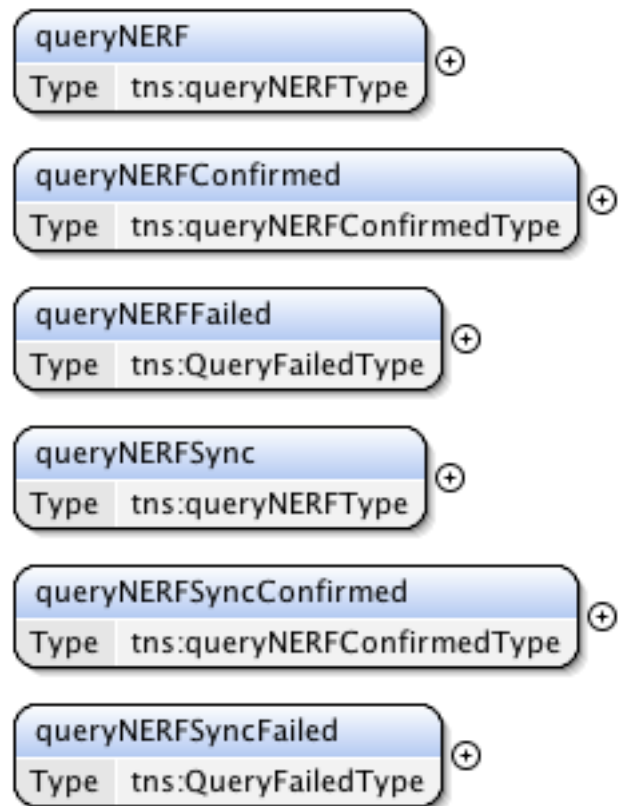 queryNERF
Type tns:queryNERFType
queryNERFConfirmed
Type tns:queryNERFConfirmedType
queryNERFFailed
Type tns:QueryFailedType
queryNERFSync
Type tns:queryNERFType
queryNERFSyncConfirmed
Type tns:queryNERFConfirmedType
queryNERFSyncFailed
Type tns:QueryFailedType